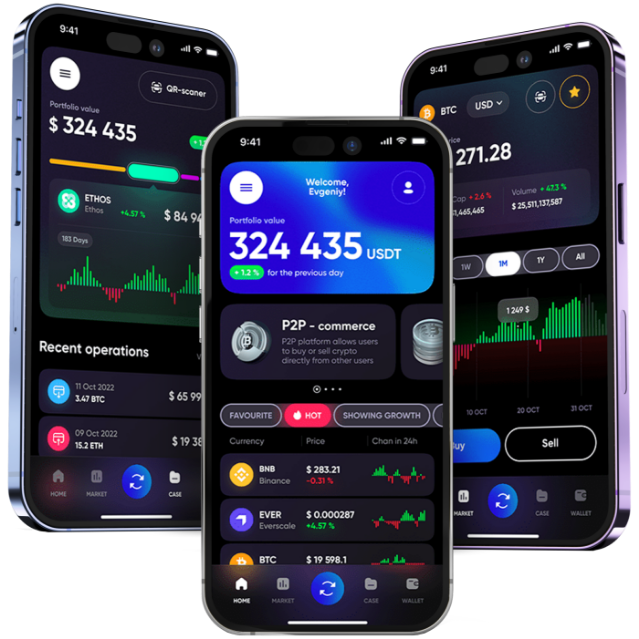 9:41
QR-scaner
Portfolio value
$ 324 435
ETHOS
Ethos
+4.57 %
$ 84 94
183 Days
Recent operations
11 Oct 2022
3.47 BTC
$ 65 99
09 Oct 2022
15.2 ETH
$ 19 38
HOME
MARKET
CASE
9:41
Welcome,
Evgeniy!
Portfolio value
324 435 USDT
+ 1.2 %
for the previous day
P2P - commerce
P2P platform allows users
to buy or sell crypto
directly from other users
FAVOURITE
HOT
SHOWING GROWTH
Currency
Price
Chan in 24h
BNB
Binance
$ 283.21
-0.31 %
EVER
Everscale
$ 0.000287
+4.57 %
BTC
$ 19 598.1
HOME
MARKET
CASE
WALLET
9:41
BTC
USD
271.28
Cap
+ 2.6 %
Volume
+ 47.3 %
$ 25,511,137,587
1W
1M
1Y
All
1 249 $
10 OCT
20 OCT
31 OCT
Sell
MARKET
CASE
WALLET